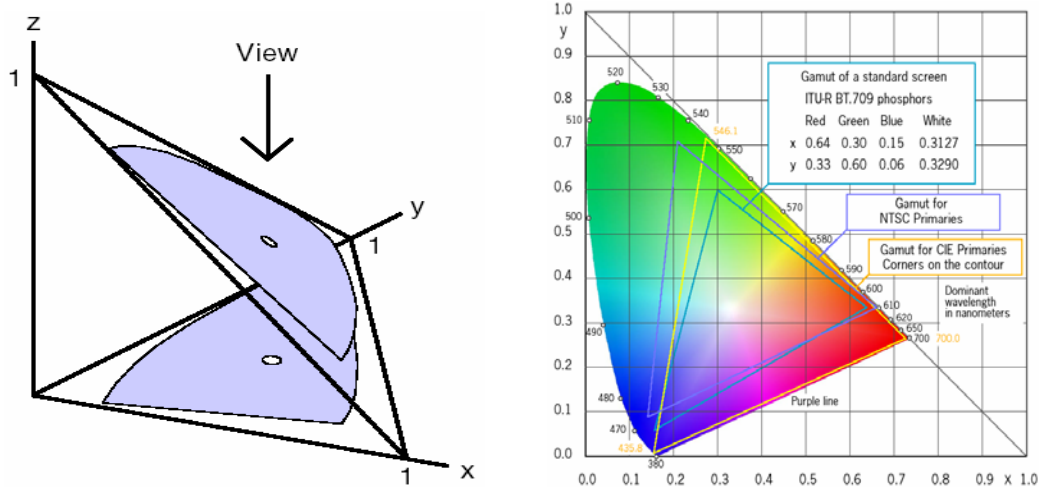 z
1
View
y
1
1
x
1.0
y
0.9
0.8
0.7
0.6
0.5
0.4
0.3
0.2
0.1
0.0
0.0 0.1 0.2 0.3 0.4 0.5 0.6 0.7 0.8 x 0.9 1.0
520
530
540
510
546.1
550
570
500
580
590
600
610
620
650
700 700.0
490
480
470
435.8
380
Gamut of a standard screen
ITU-R BT.709 phosphors
Red Green Blue White
x 0.64 0.30 0.15 0.3127
y 0.33 0.60 0.06 0.3290
Gamut for
NTSC Primaries
Gamut for CIE Primaries
Corners on the contour
Dominant
wavelength
in nanometers
Purple line